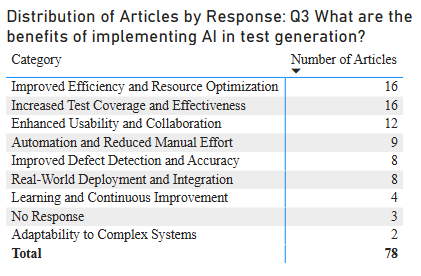 Distribution of Articles by Response: Q3 What are the
benefits of implementing AI in test generation?
Category Number of Articles
Improved Efficiency and Resource Optimization 16
Increased Test Coverage and Effectiveness 16
Enhanced Usability and Collaboration 12
Automation and Reduced Manual Effort 9
Improved Defect Detection and Accuracy 8
Real-World Deployment and Integration 8
Learning and Continuous Improvement 4
No Response 3
Adaptability to Complex Systems 2
Total 78